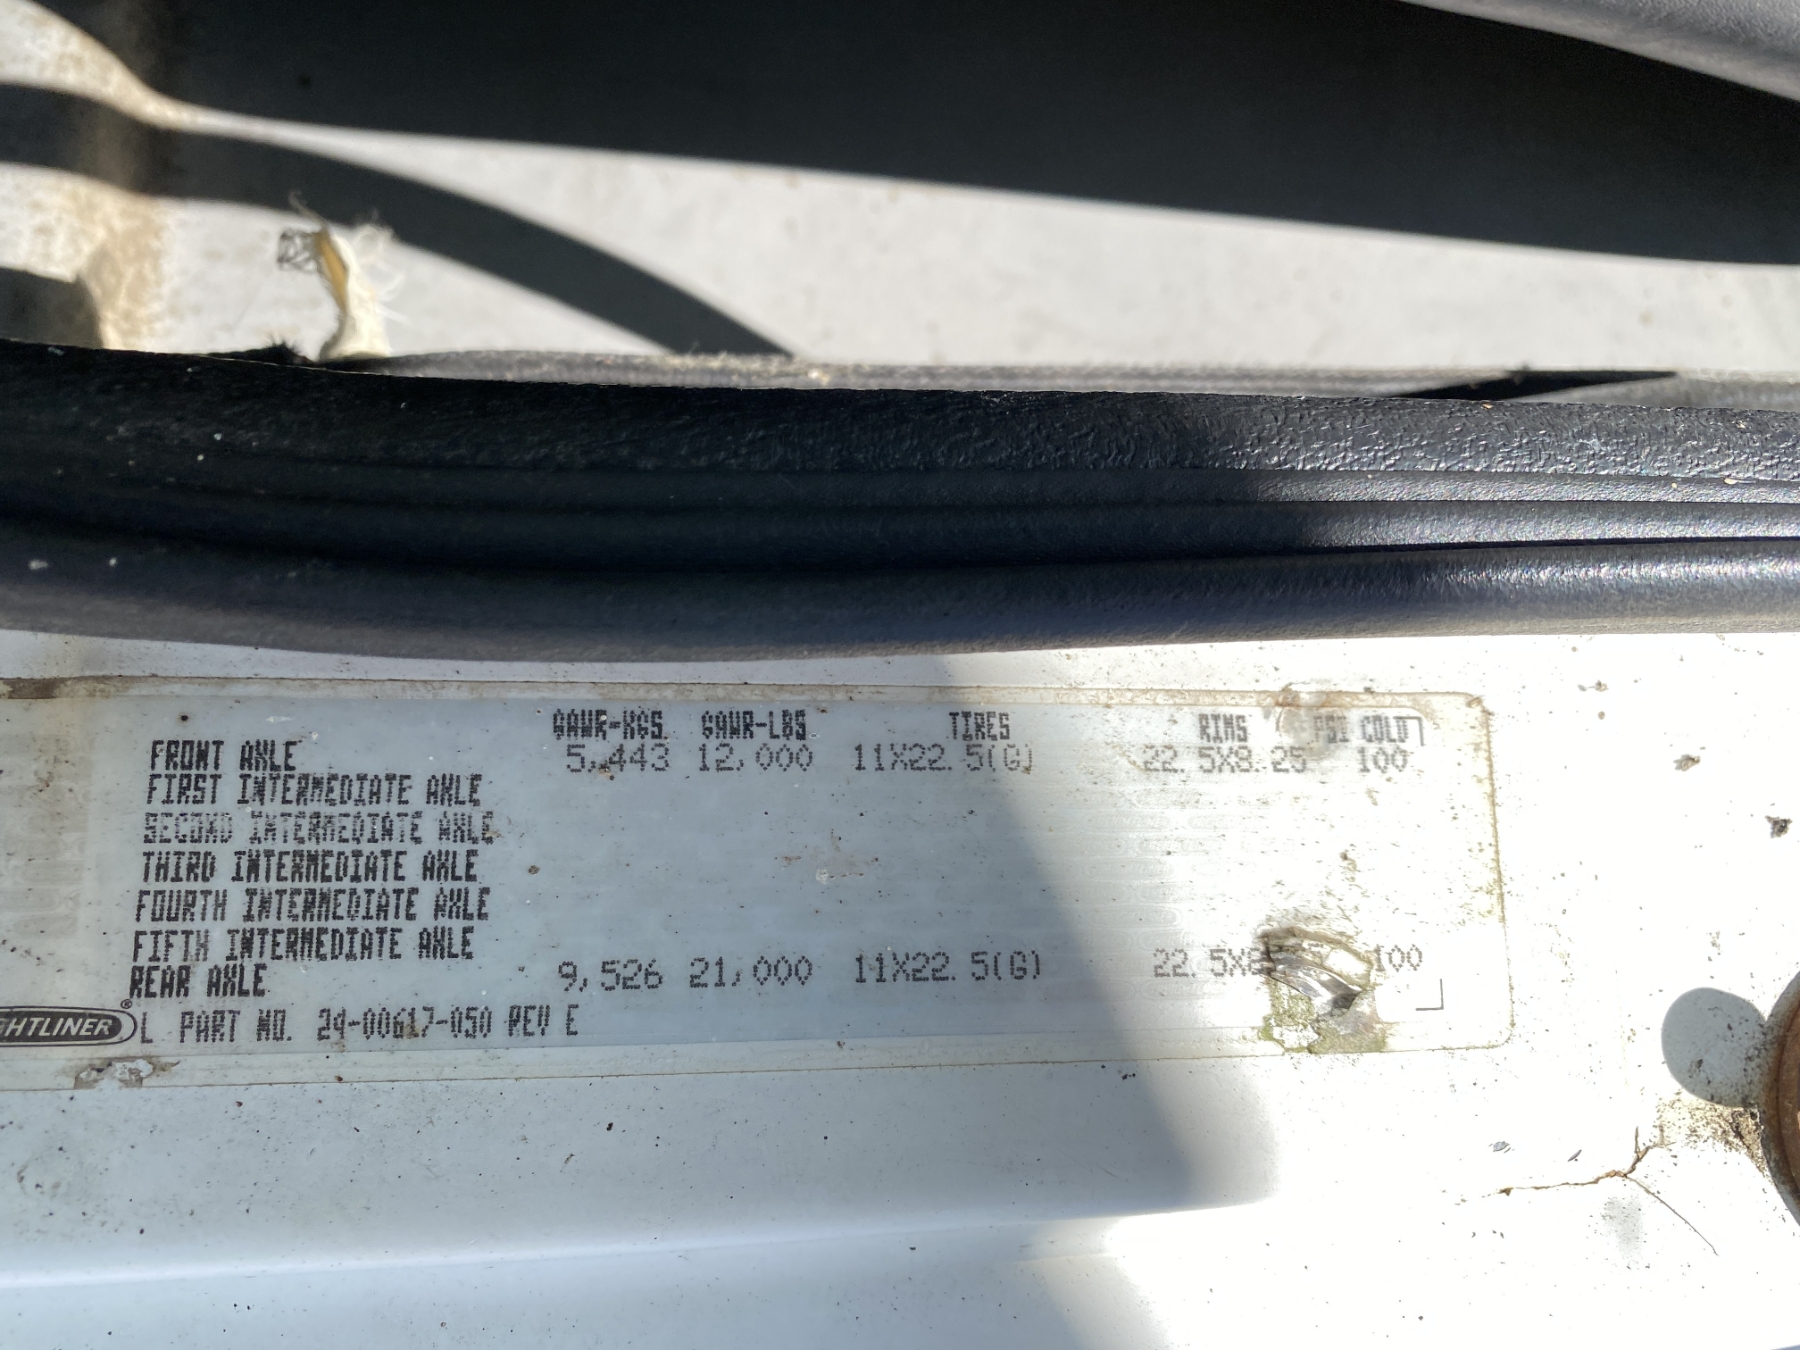 GAWR-KGS GAWR-LBS TIRES RIMS PSI COLD
FRONT AXLE 5,443 12,000 11X22.5(G) 22.5X8.25 100
FIRST INTERMEDIATE AXLE
SECOND INTERMEDIATE AXLE
THIRD INTERMEDIATE AXLE
FOURTH INTERMEDIATE AXLE
FIFTH INTERMEDIATE AXLE
REAR AXLE 9,526 21,000 11X22.5(G) 100
GHTLINER® L PART NO. 24-00617-050 REV E